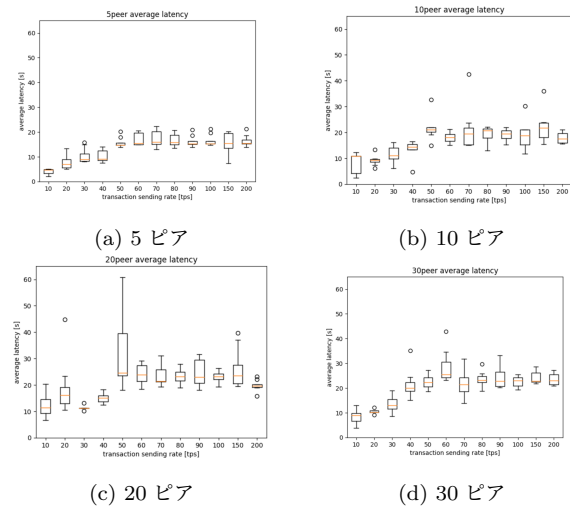 5peer average latency
average latency [s]
60
50
40
30
20
10
0
10 20 30 40 50 60 70 80 90 100 150 200
transaction sending rate [tps]
(a) 5 ピア
10peer average latency
average latency [s]
60
50
40
30
20
10
0
10 20 30 40 50 60 70 80 90 100 150 200
transaction sending rate [tps]
(b) 10 ピア
20peer average latency
average latency [s]
60
50
40
30
20
10
0
10 20 30 40 50 60 70 80 90 100 150 200
transaction sending rate [tps]
(c) 20 ピア
30peer average latency
average latency [s]
60
50
40
30
20
10
0
10 20 30 40 50 60 70 80 90 100 150 200
transaction sending rate [tps]
(d) 30 ピア